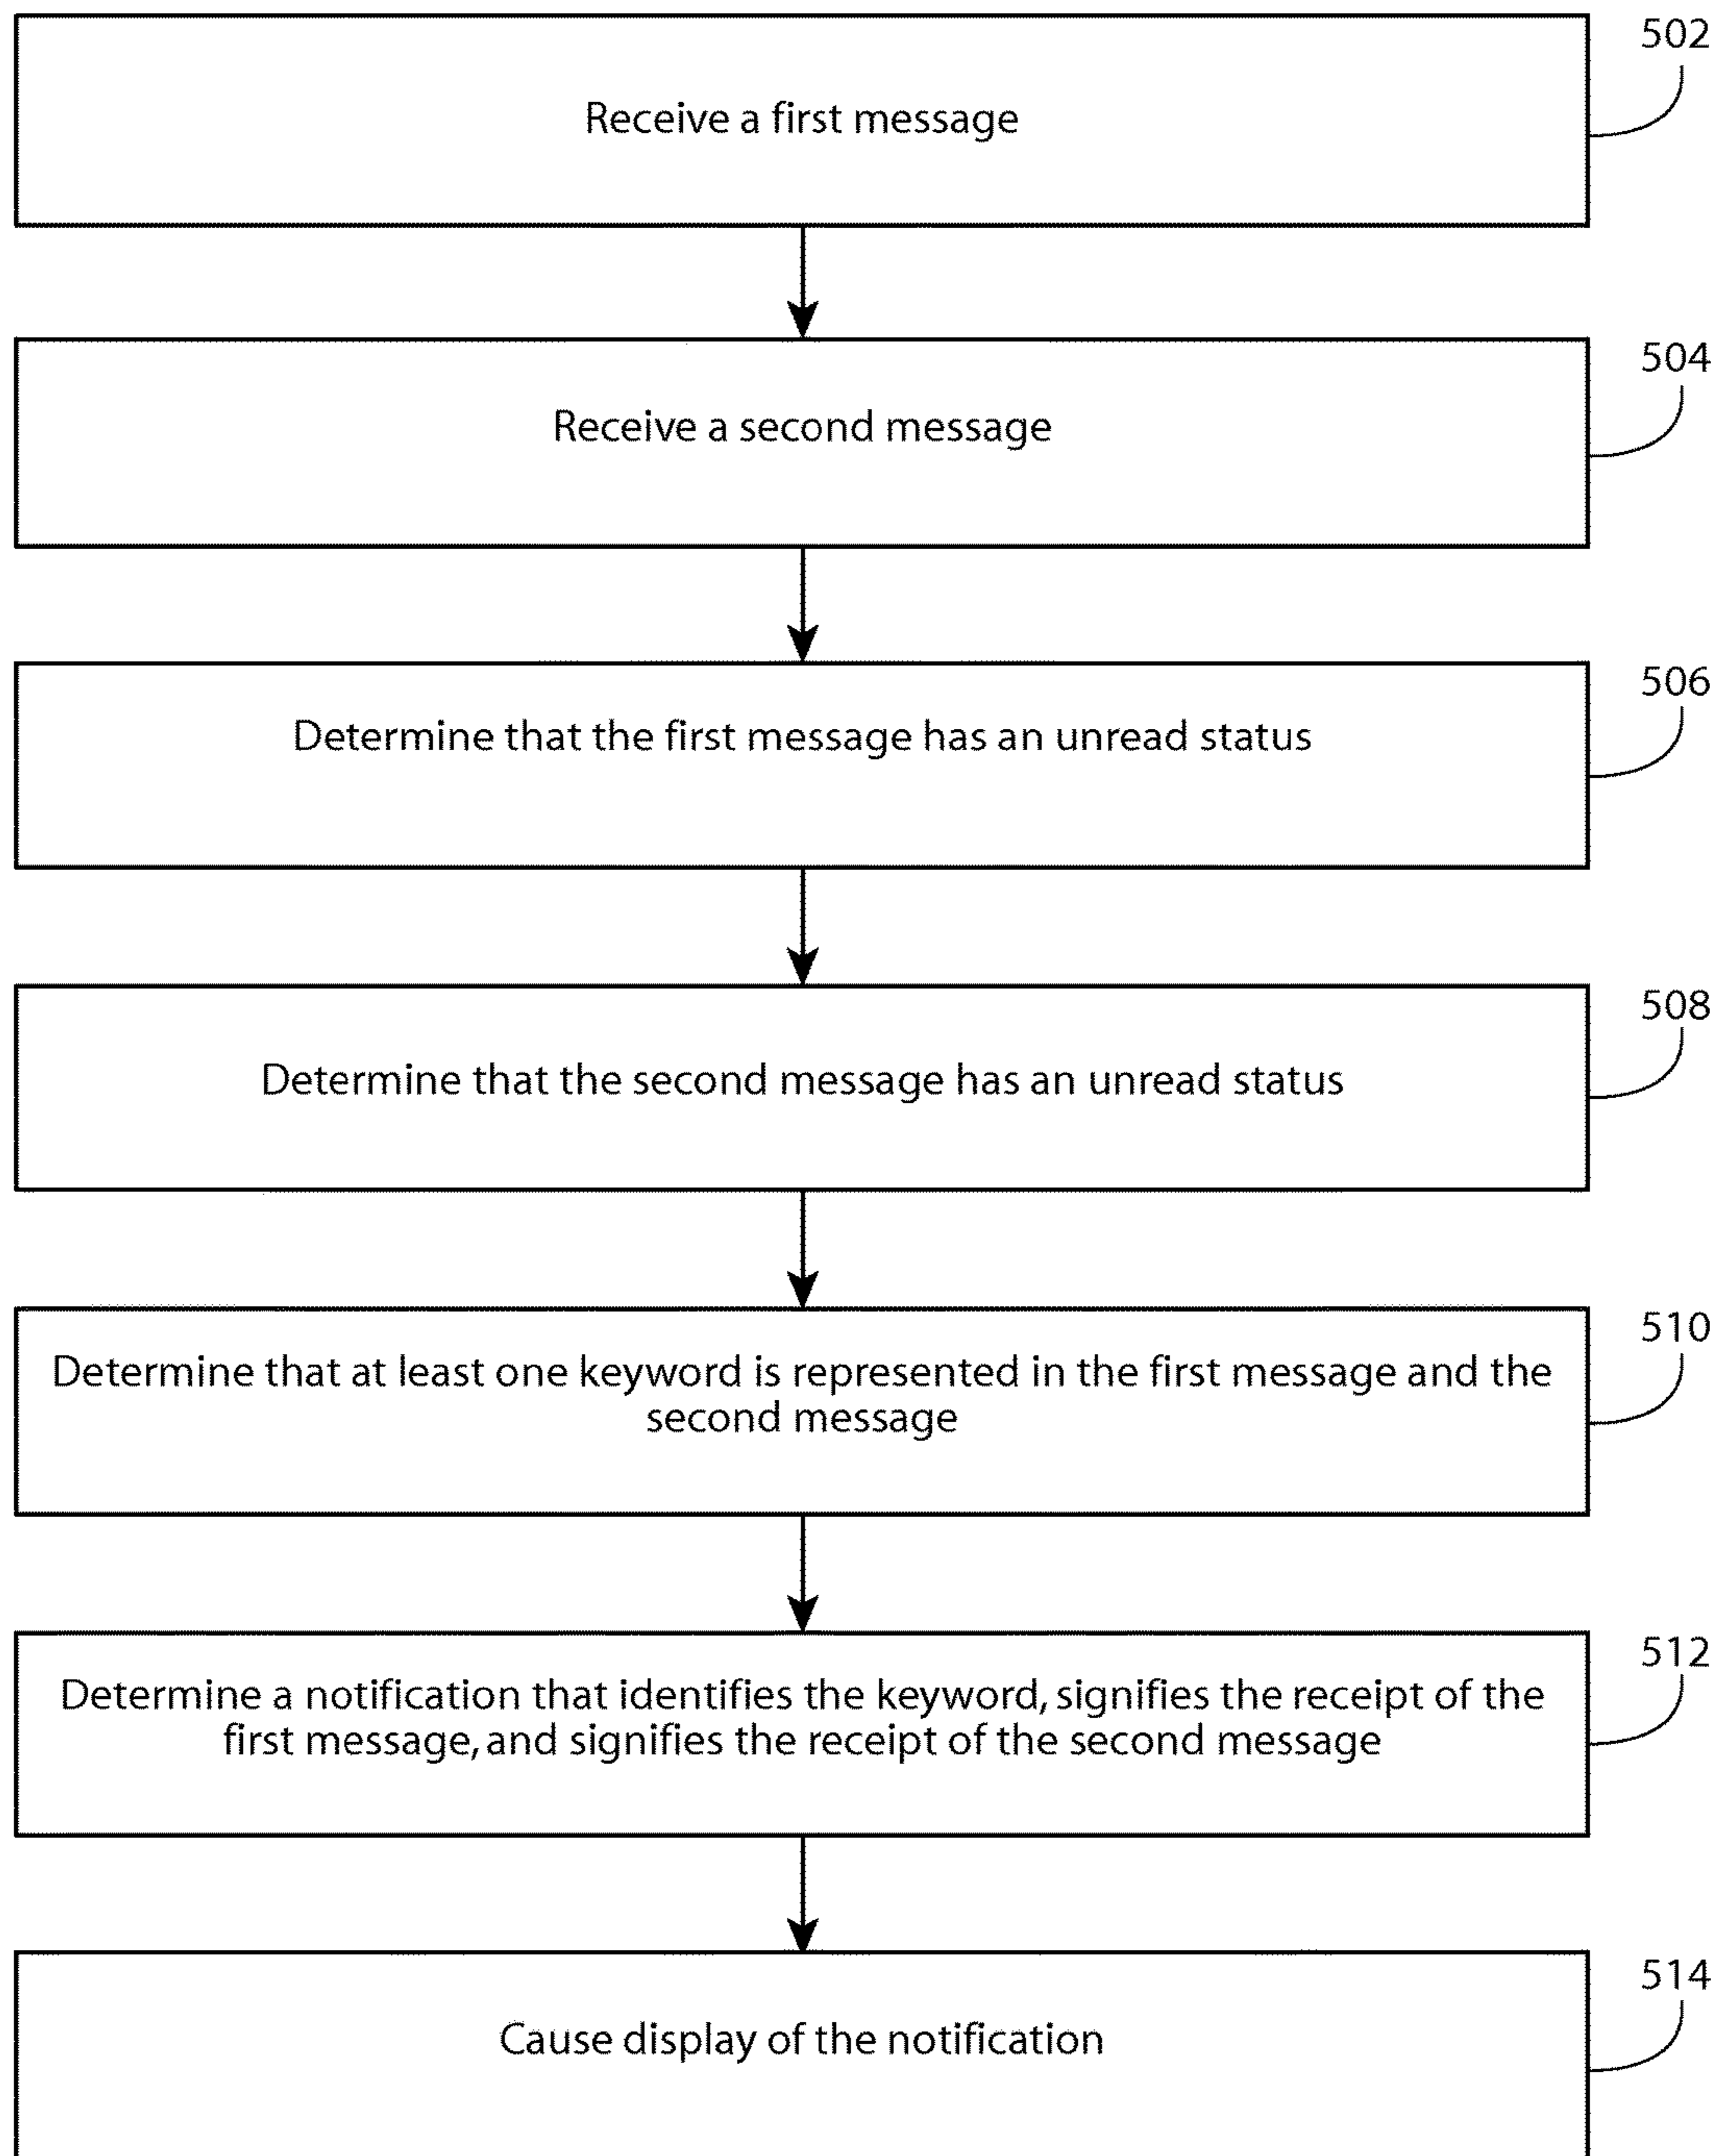 502
Receive a first message
504
Receive a second message
506
Determine that the first message has an unread status
508
Determine that the second message has an unread status
510
Determine that at least one keyword is represented in the first message and the
second message
512
Determine a notification that identifies the keyword, signifies the receipt of the
first message, and signifies the receipt of the second message
514
Cause display of the notification